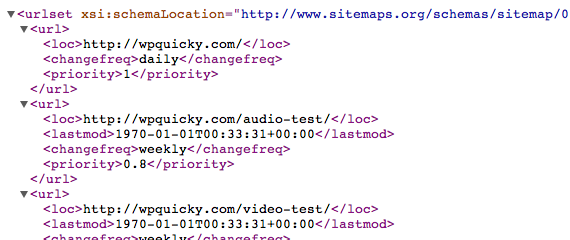 ▼<urlset xsi:schemaLocation="http://www.sitemaps.org/schemas/sitemap/0
▼<url>
<loc>http://wpquicky.com/</loc>
<changefreq>daily</changefreq>
<priority>1</priority>
</url>
▼<url>
<loc>http://wpquicky.com/audio-test/</loc>
<lastmod>1970-01-01T00:33:31+00:00</lastmod>
<changefreq>weekly</changefreq>
<priority>0.8</priority>
</url>
▼<url>
<loc>http://wpquicky.com/video-test/</loc>
<lastmod>1970-01-01T00:33:31+00:00</lastmod>
<changefreq>weekly</changefreq>